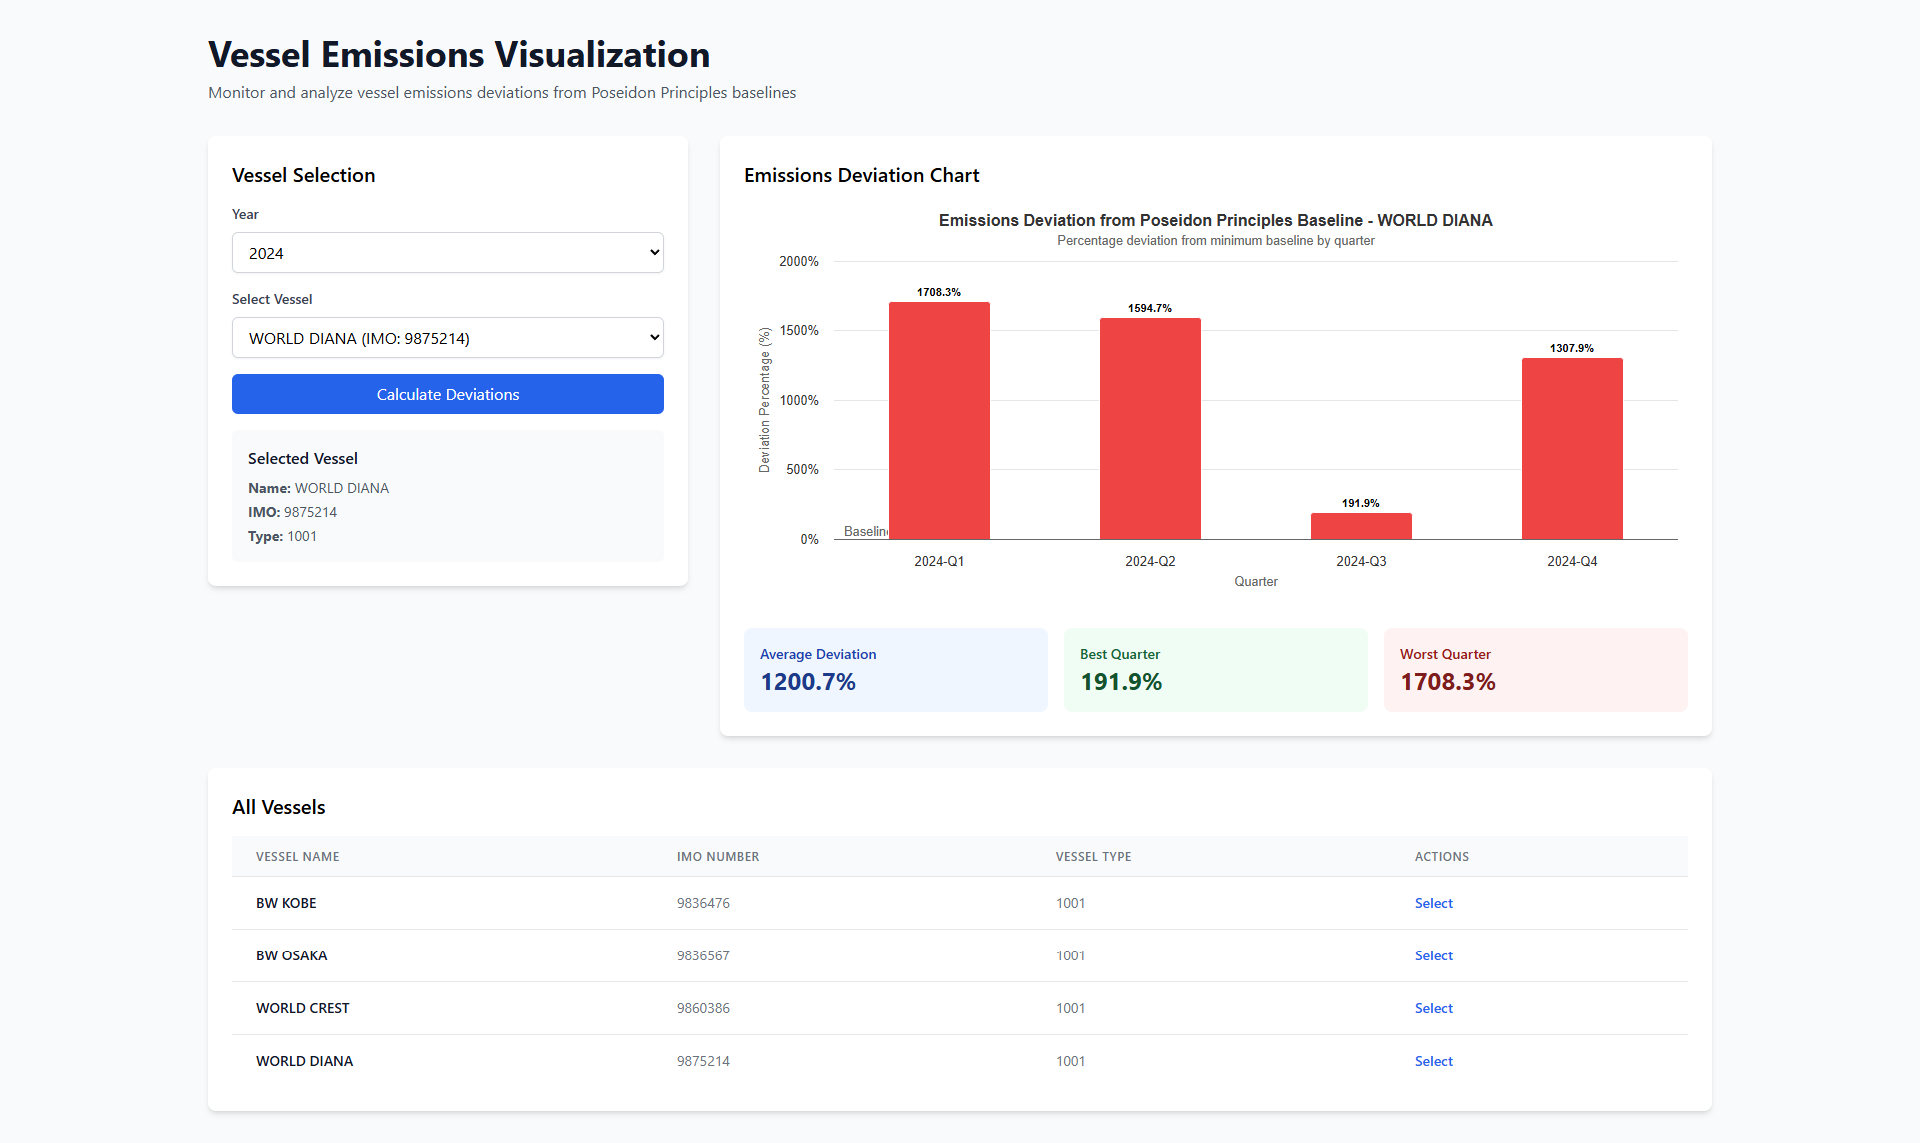 Vessel Emissions Visualization
Monitor and analyze vessel emissions deviations from Poseidon Principles baselines
Vessel Selection
Year
2024
Select Vessel
WORLD DIANA (IMO: 9875214)
Calculate Deviations
Selected Vessel
Name: WORLD DIANA
IMO: 9875214
Type: 1001
Emissions Deviation Chart
Emissions Deviation from Poseidon Principles Baseline - WORLD DIANA
Percentage deviation from minimum baseline by quarter
Deviation Percentage (%)
2000%
1500%
1000%
500%
0%
1708.3%
1594.7%
191.9%
1307.9%
Baselin
2024-Q1
2024-Q2
2024-Q3
2024-Q4
Quarter
Average Deviation
1200.7%
Best Quarter
191.9%
Worst Quarter
1708.3%
All Vessels
VESSEL NAME IMO NUMBER VESSEL TYPE ACTIONS
BW KOBE 9836476 1001 Select
BW OSAKA 9836567 1001 Select
WORLD CREST 9860386 1001 Select
WORLD DIANA 9875214 1001 Select